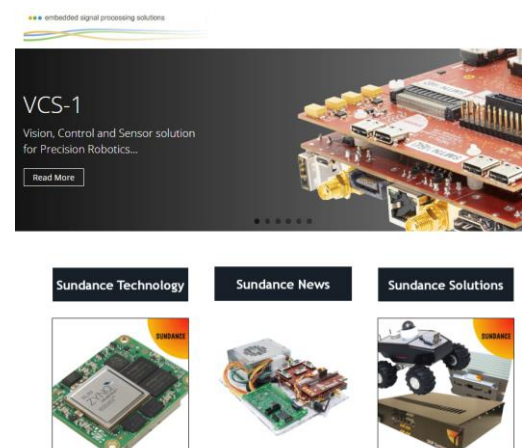 embedded signal processing solutions
VCS-1
Vision, Control and Sensor solution
for Precision Robotics...
Read More
Sundance Technology
Sundance News
Sundance Solutions
SUNDANCE
SUNDANCE
ZYNQ